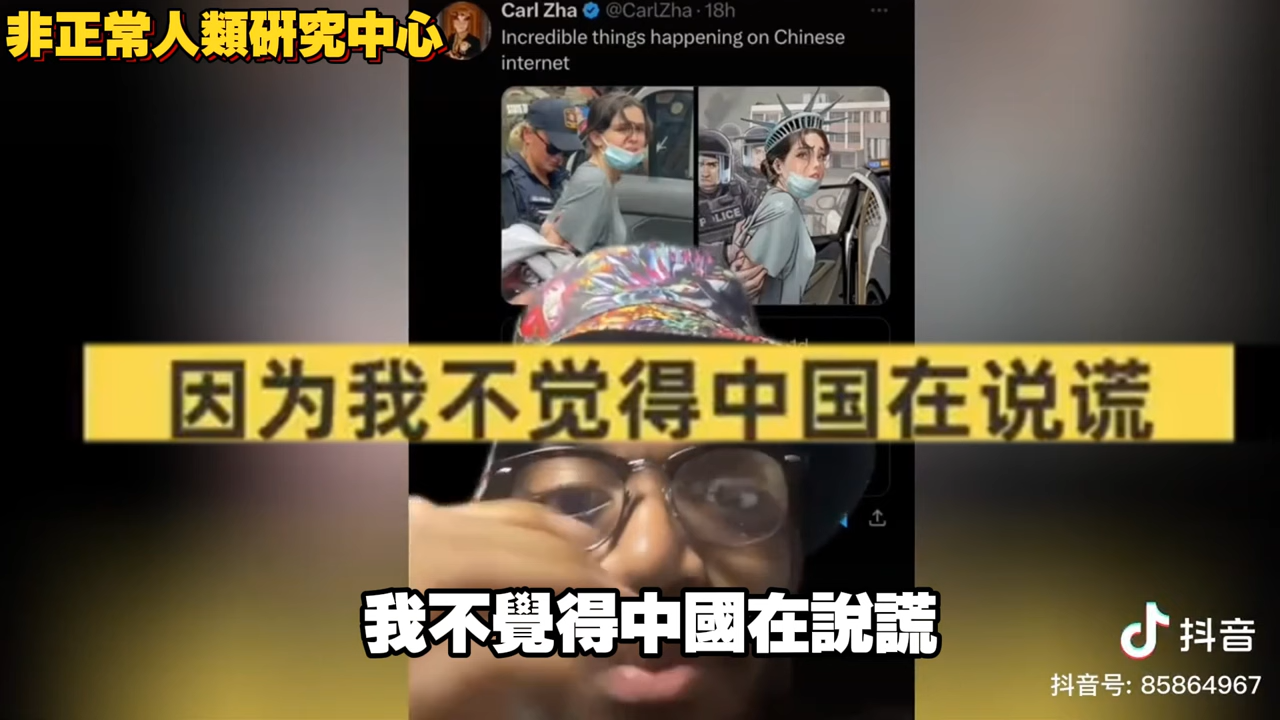 非正常人類研究中心
Carl Zha @CarlZha · 18h
Incredible things happening on Chinese
internet
POLICE
因为我不觉得中国在说谎
我不覺得中國在說謊
抖音
抖音号: 85864967